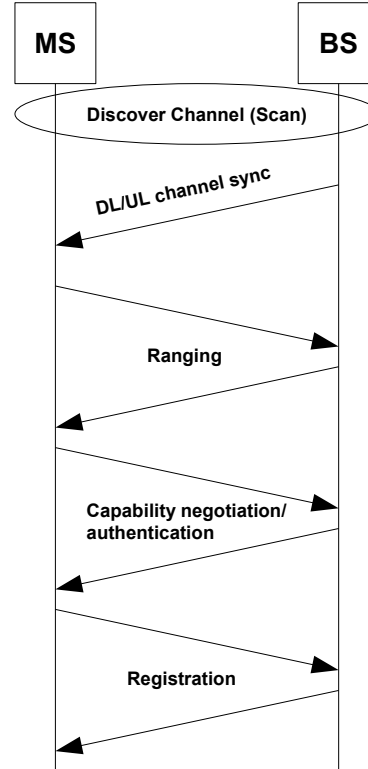 MS
BS
Discover Channel (Scan)
DL/UL channel sync
Ranging
Capability negotiation/
authentication
Registration